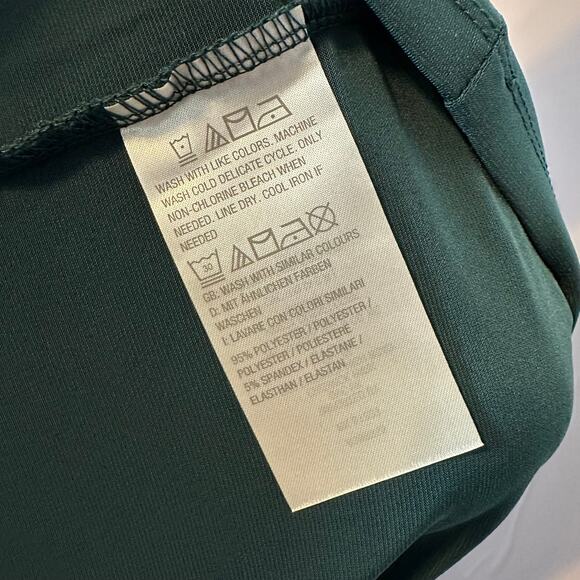 WASH WITH LIKE COLORS. MACHINE
WASH COLD DELICATE CYCLE. ONLY
NON-CHLORINE BLEACH WHEN
NEEDED. LINE DRY. COOL IRON IF
NEEDED
30
GB: WASH WITH SIMILAR COLOURS
D: MIT ÄHNLICHEN FARBEN
WASCHEN
I: LAVARE CON COLORI SIMILARI
95% POLYESTER / POLYESTER /
POLYESTER / POLIESTERE
5% SPANDEX / ELASTANE /
ELASTHAN / ELASTAN